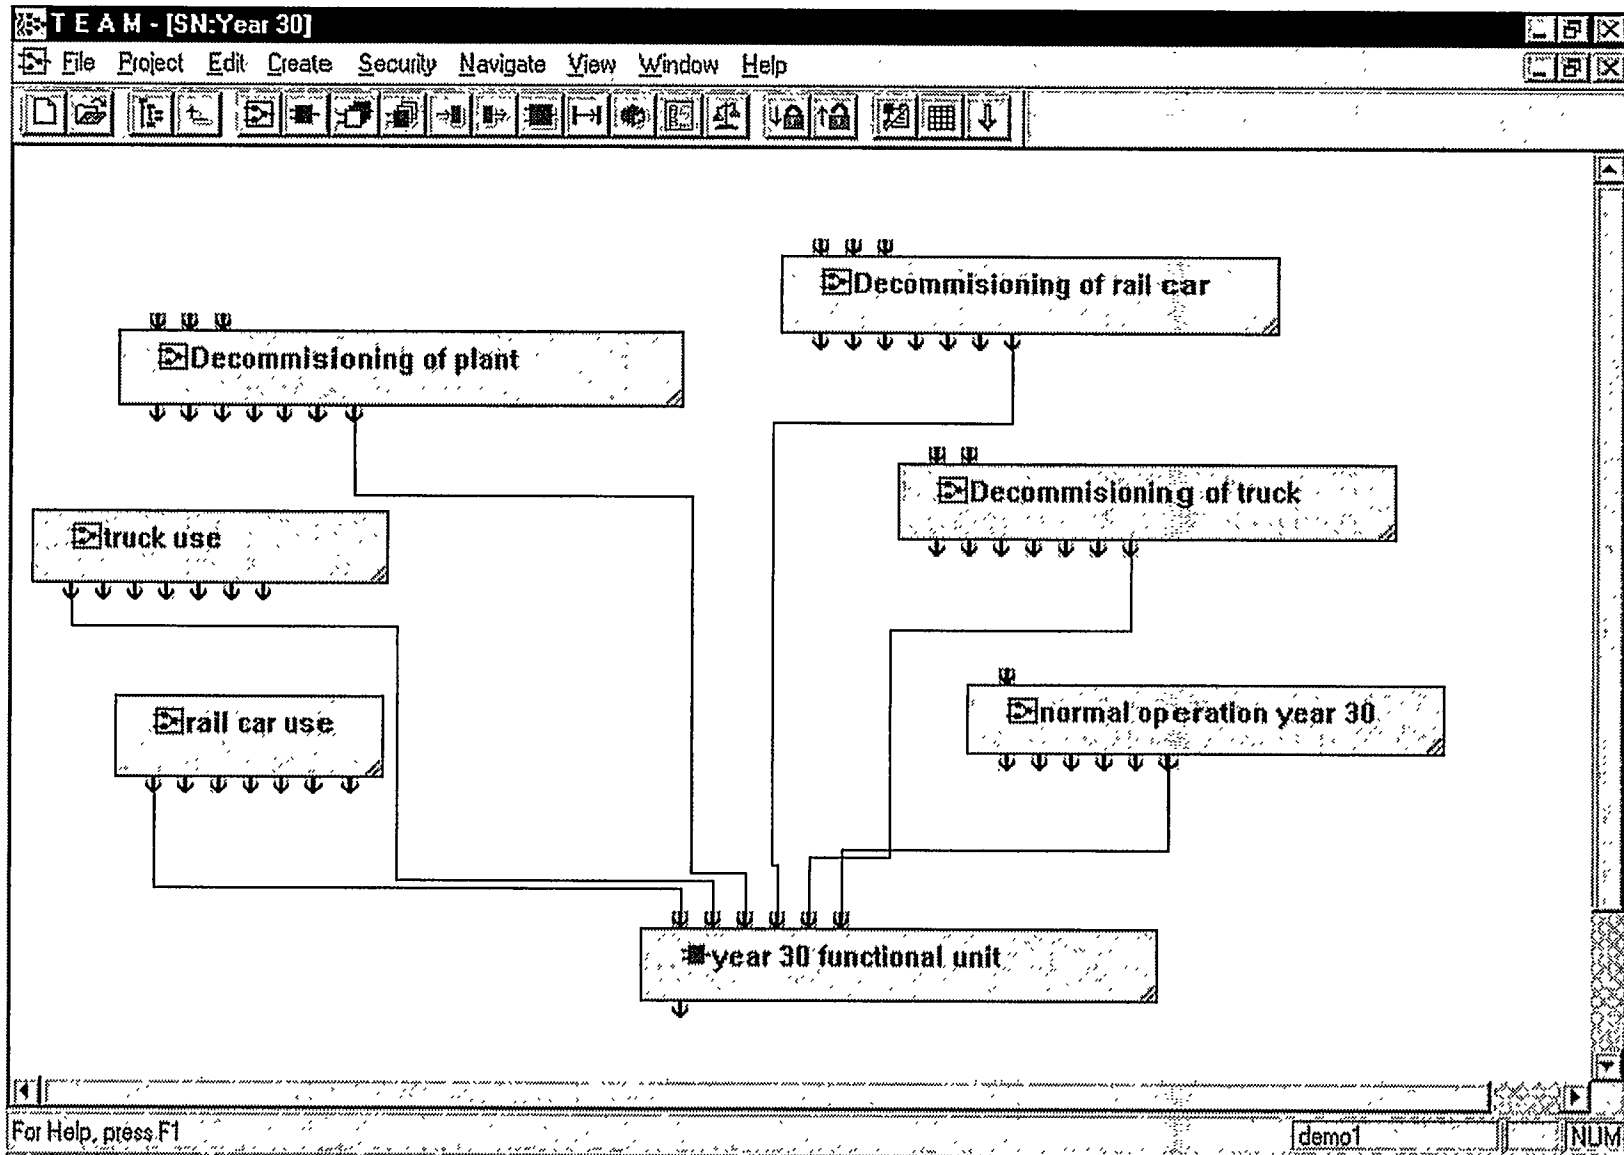 T E A M - [SN:Year 30]
File Project Edit Create Security Navigate View Window Help
Decommisioning of rail car
Decommisioning of plant
Decommisioning of truck
truck use
rail car use
normal operation year 30
year 30 functional unit
For Help, press F1
demo1
NUM